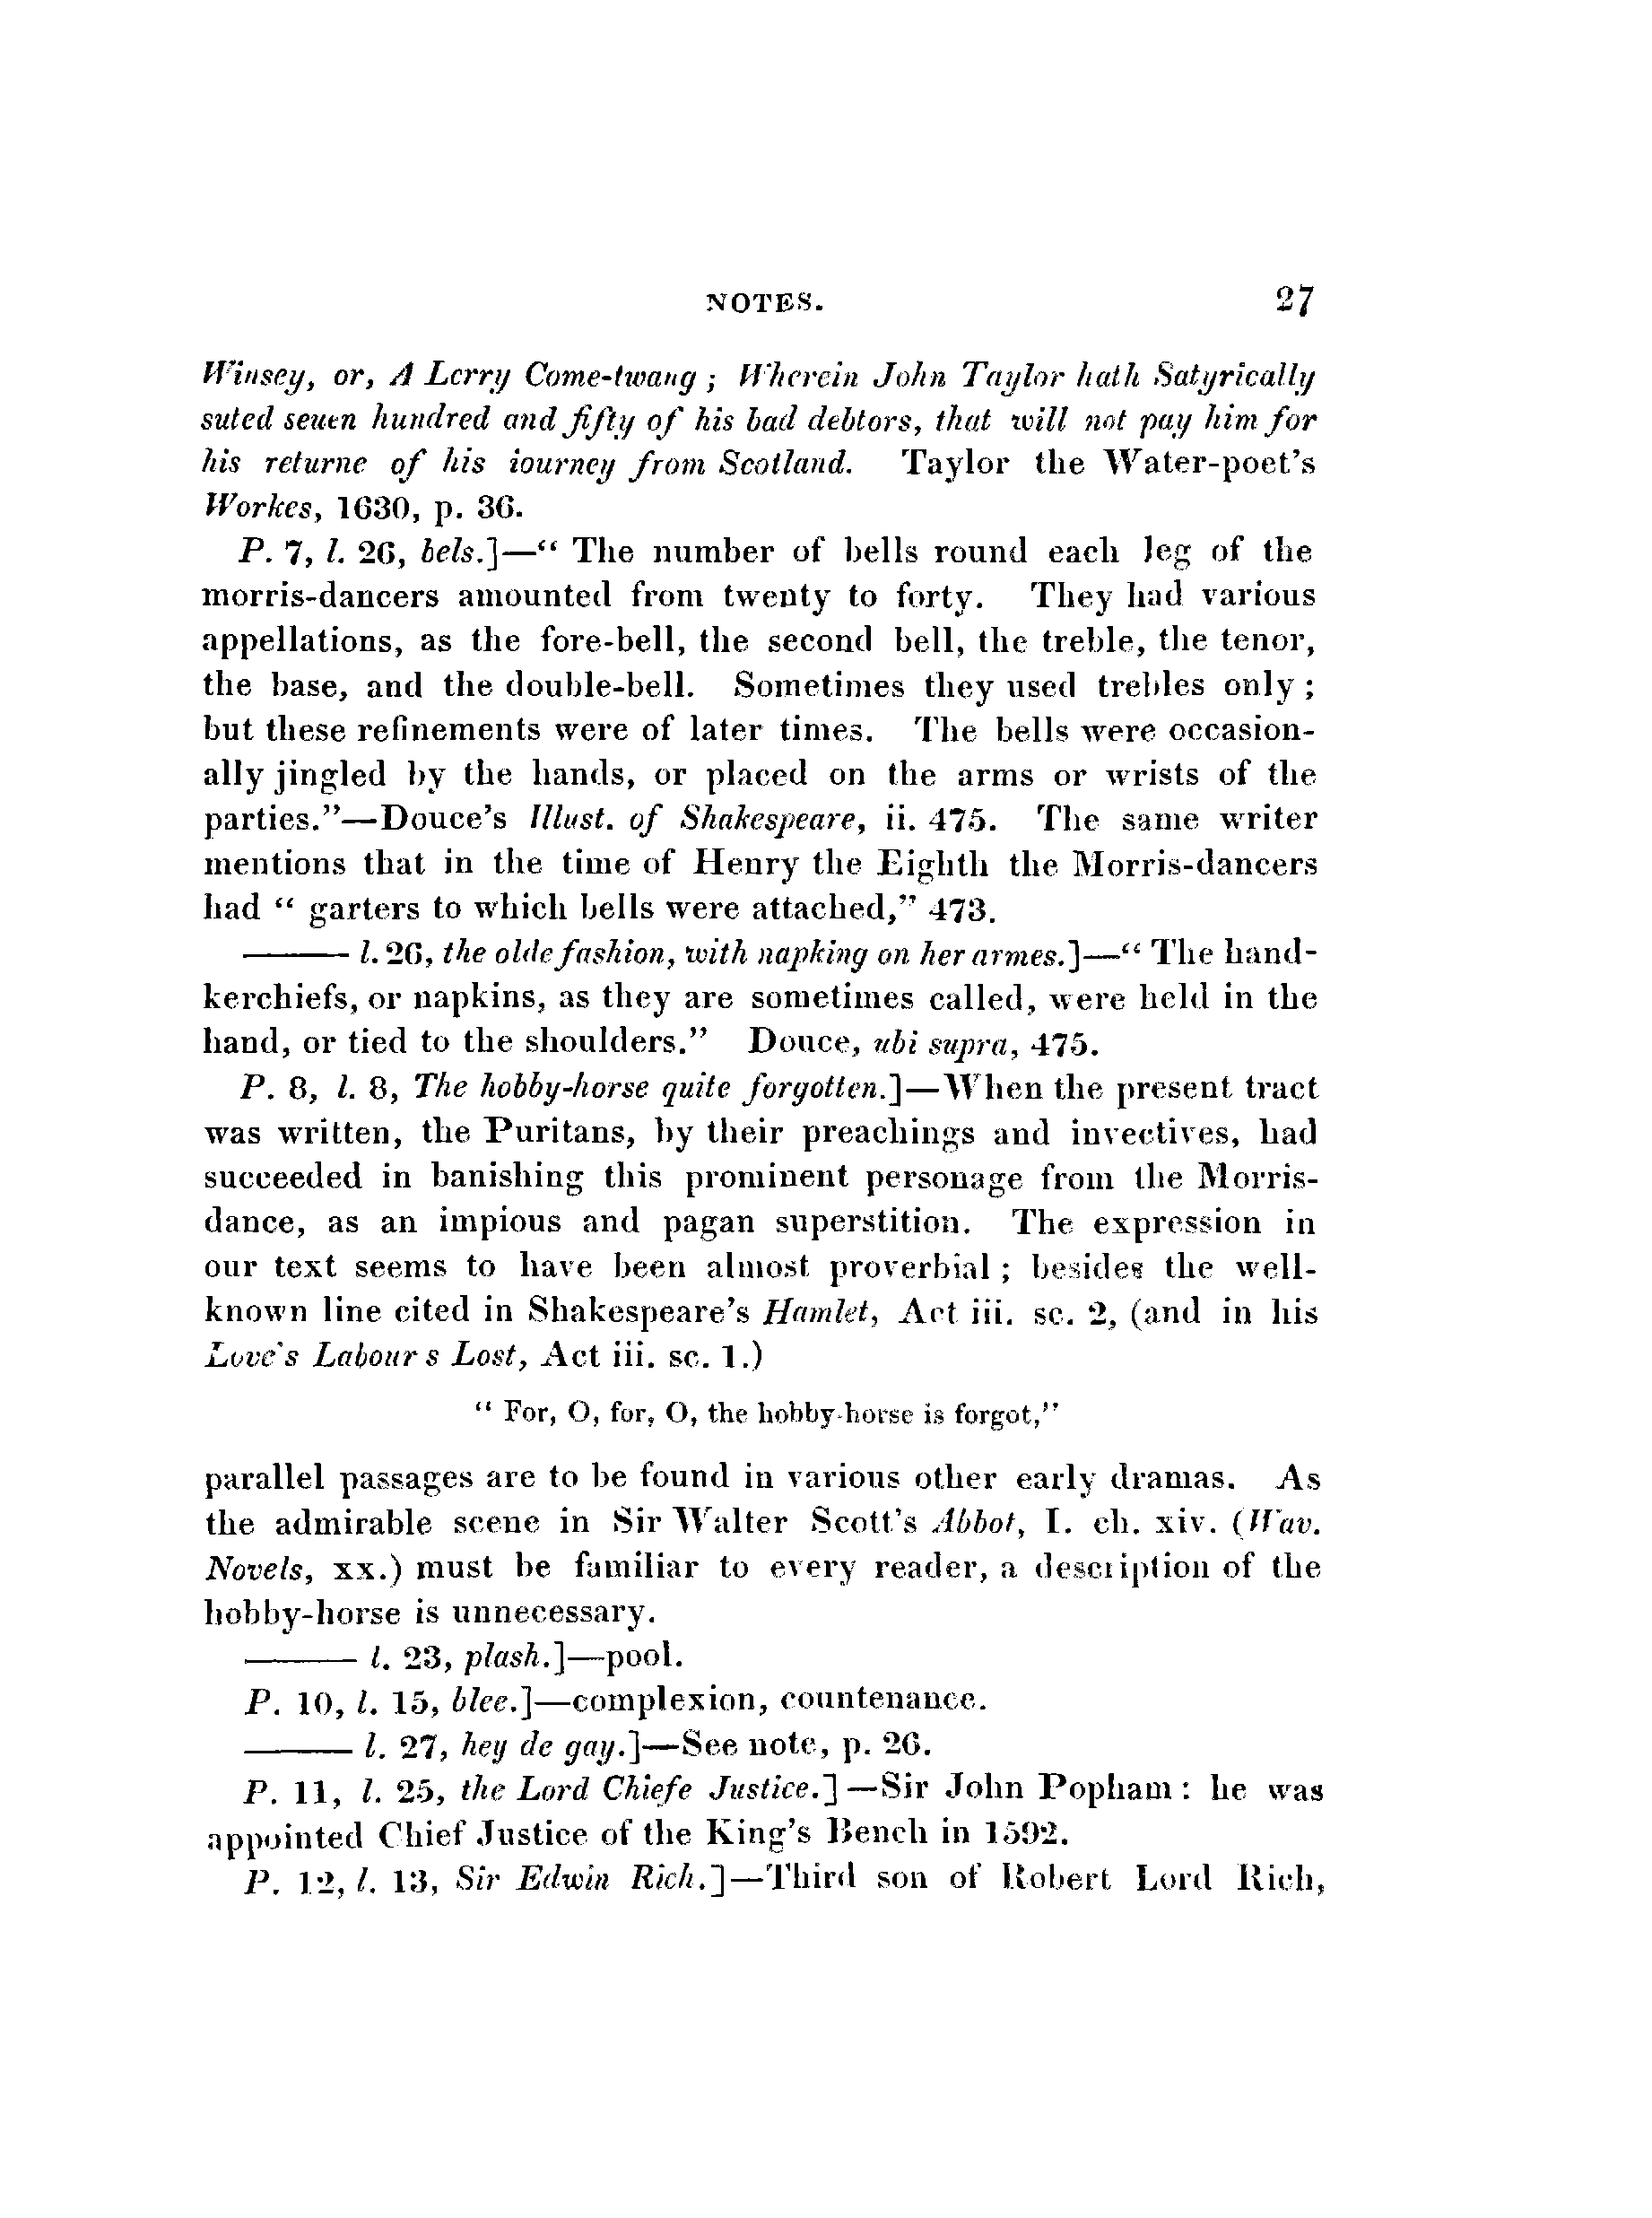 NOTES. 27
Winsey, or, A Lerry Come-twang; Wherein John Taylor hath Satyrically
suted seuen hundred and fifty of his bad debtors, that will not pay him for
his returne of his iourney from Scotland. Taylor the Water-poet's
Workes, 1630, p. 36.
P. 7, l. 26, bels.]—“ The number of bells round each leg of the
morris-dancers amounted from twenty to forty. They had various
appellations, as the fore-bell, the second bell, the treble, the tenor,
the base, and the double-bell. Sometimes they used trebles only ;
but these refinements were of later times. The bells were occasion-
ally jingled by the hands, or placed on the arms or wrists of the
parties.”—Douce's Illust. of Shakespeare, ii. 475. The same writer
mentions that in the time of Henry the Eighth the Morris-dancers
had “ garters to which bells were attached,” 473.
——— l. 26, the olde fashion, with napking on her armes.]—“ The hand-
kerchiefs, or napkins, as they are sometimes called, were held in the
hand, or tied to the shoulders.” Douce, ubi supra, 475.
P. 8, l. 8, The hobby-horse quite forgotten.]—When the present tract
was written, the Puritans, by their preachings and invectives, had
succeeded in banishing this prominent personage from the Morris-
dance, as an impious and pagan superstition. The expression in
our text seems to have been almost proverbial ; besides the well-
known line cited in Shakespeare's Hamlet, Act iii. sc. 2, (and in his
Love's Labour s Lost, Act iii. sc. 1.)
“ For, O, for, O, the hobby-horse is forgot,”
parallel passages are to be found in various other early dramas. As
the admirable scene in Sir Walter Scott's Abbot, I. ch. xiv. (Wav.
Novels, xx.) must be familiar to every reader, a description of the
hobby-horse is unnecessary.
——— l. 23, plash.]—pool.
P. 10, l. 15, blee.]—complexion, countenance.
——— l. 27, hey de gay.]—See note, p. 26.
P. 11, l. 25, the Lord Chiefe Justice.]—Sir John Popham : he was
appointed Chief Justice of the King's Bench in 1592.
P. 12, l. 13, Sir Edwin Rich.]—Third son of Robert Lord Rich,